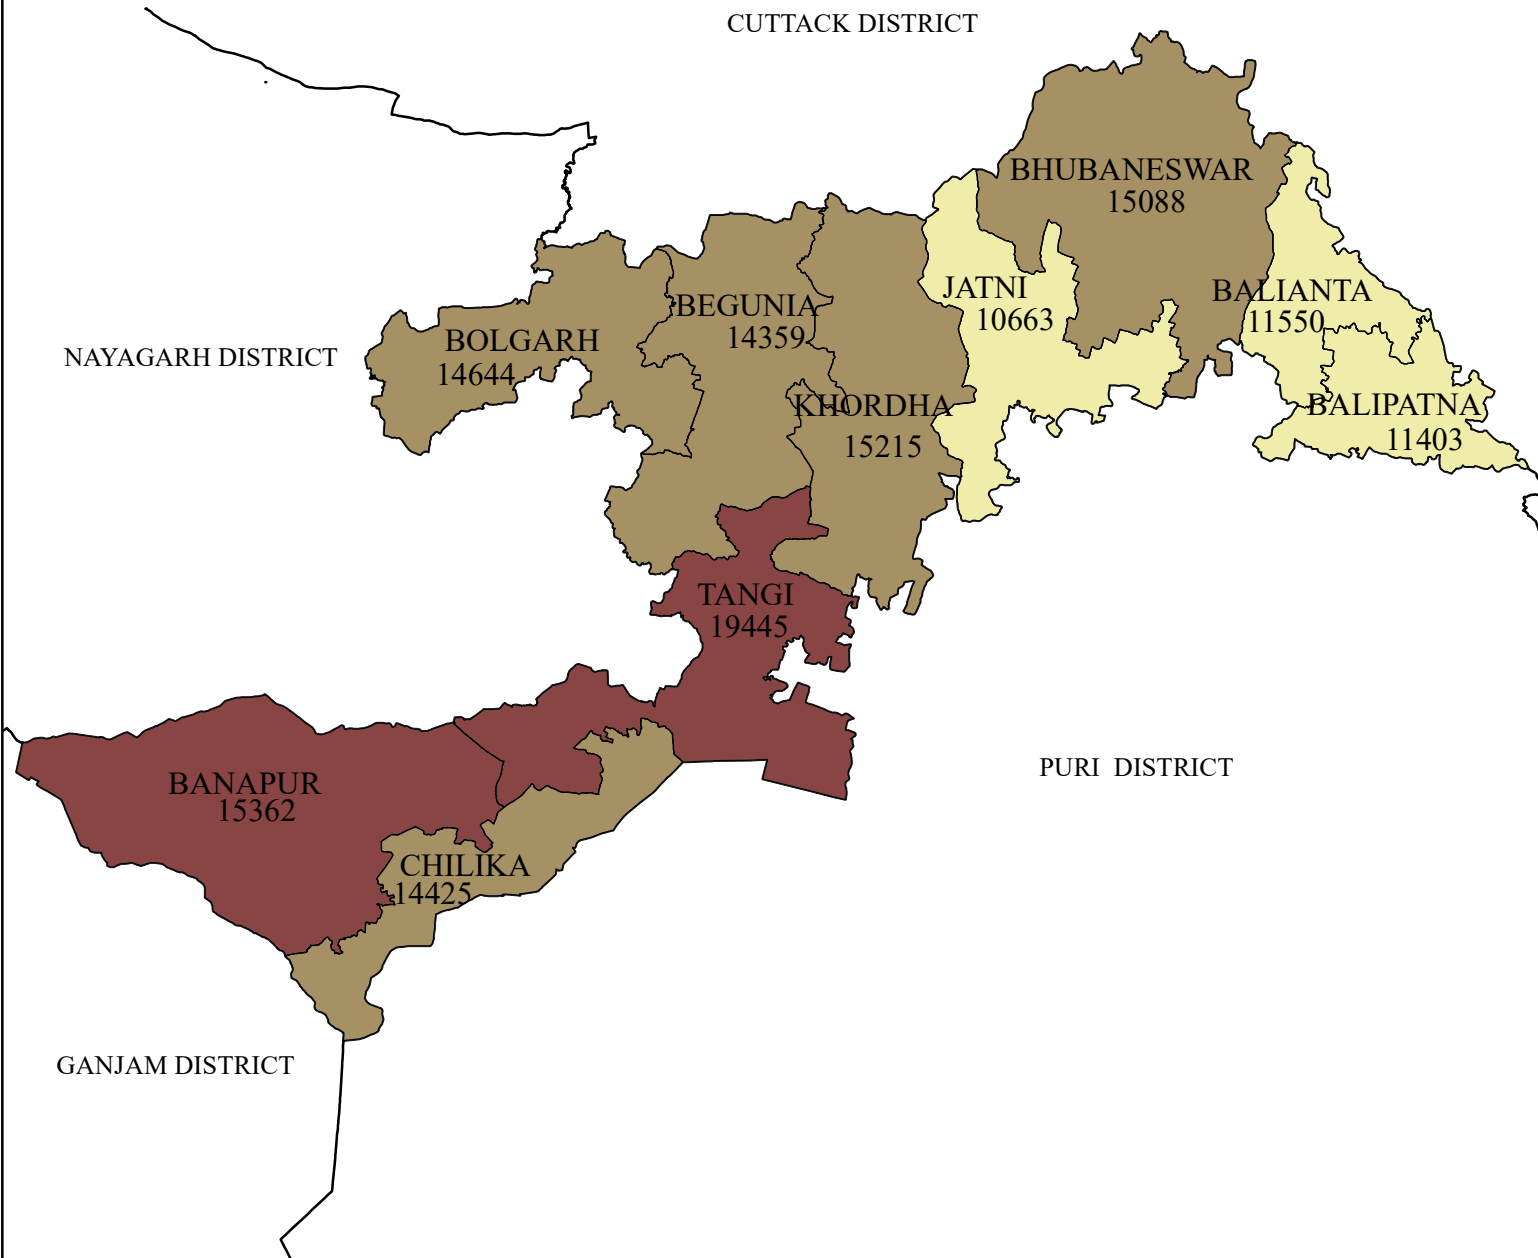 CUTTACK DISTRICT
BHUBANESWAR
15088
JATNI
10663
BALIANTA
11550
BEGUNIA
14359
BOLGARH
14644
NAYAGARH DISTRICT
KHORDHA
15215
BALIPATNA
11403
TANGI
19445
PURI DISTRICT
BANAPUR
15362
CHILIKA
14425
GANJAM DISTRICT